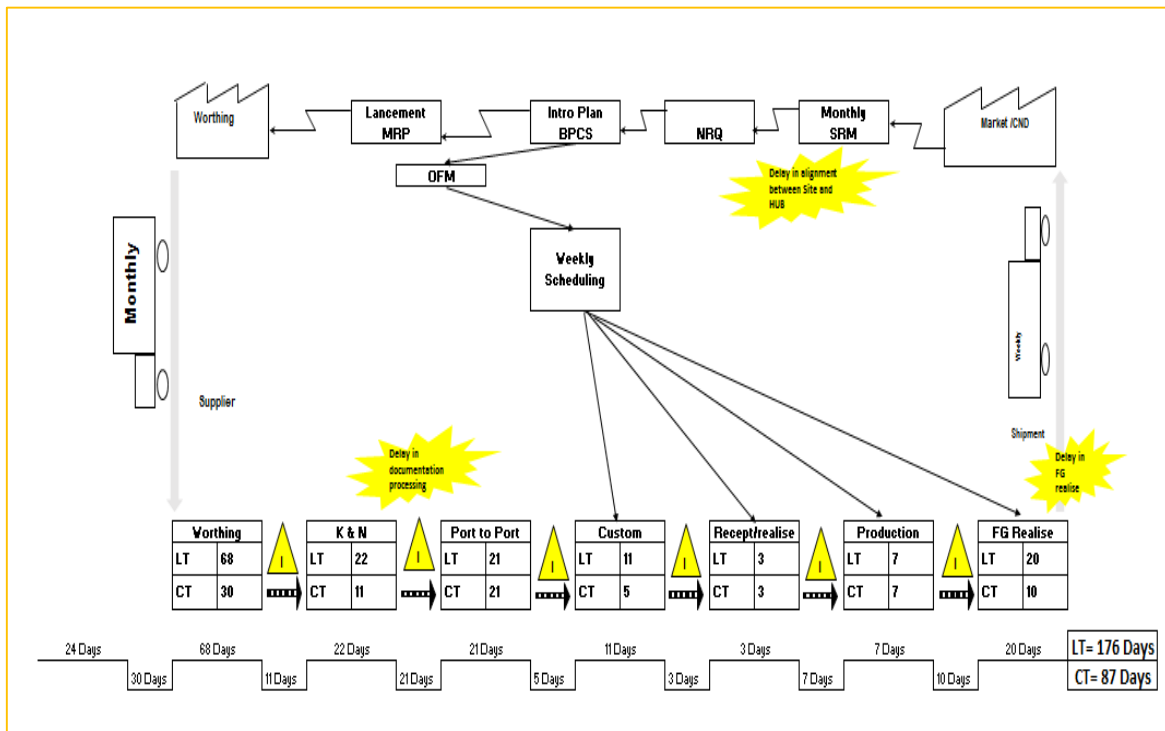 Worthing
Lancement
MRP
Intro Plan
BPCS
NRQ
Monthly
SRM
Market /CND
OFM
Delay in alignment
between Site and
HUB
Weekly
Scheduling
Monthly
Weekly
Supplier
Shipment
Delay in
documentation
processing
Delay in
FG
realise
Worthing
LT 68
CT 30
I
K & N
LT 22
CT 11
I
Port to Port
LT 21
CT 21
I
Custom
LT 11
CT 5
I
Recept/realise
LT 3
CT 3
I
Production
LT 7
CT 7
I
FG Realise
LT 20
CT 10
24 Days 68 Days 22 Days 21 Days 11 Days 3 Days 7 Days 20 Days LT= 176 Days
30 Days 11 Days 21 Days 5 Days 3 Days 7 Days 10 Days CT= 87 Days